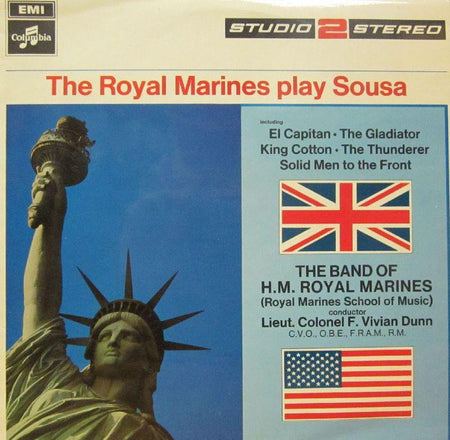 EMI
Columbia
STUDIO 2 STEREO
The Royal Marines play Sousa
including
El Capitan · The Gladiator
King Cotton · The Thunderer
Solid Men to the Front
THE BAND OF
H.M. ROYAL MARINES
(Royal Marines School of Music)
conductor
Lieut. Colonel F. Vivian Dunn
C.V.O., O.B.E., F.R.A.M., R.M.